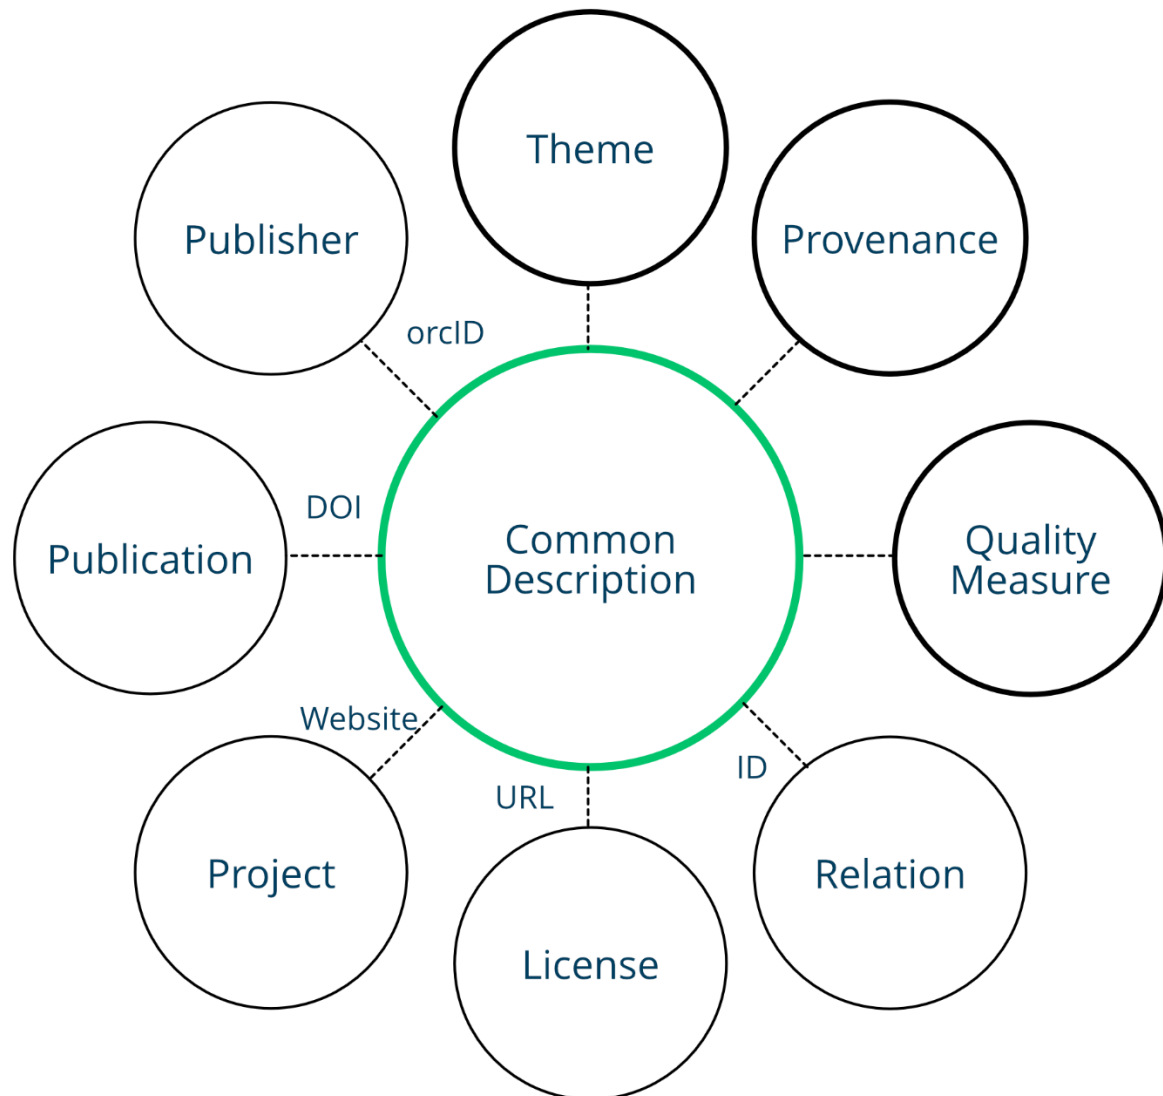 Theme
Publisher
Provenance
orcID
DOI
Common
Description
Publication
Quality
Measure
Website
ID
URL
Project
Relation
License